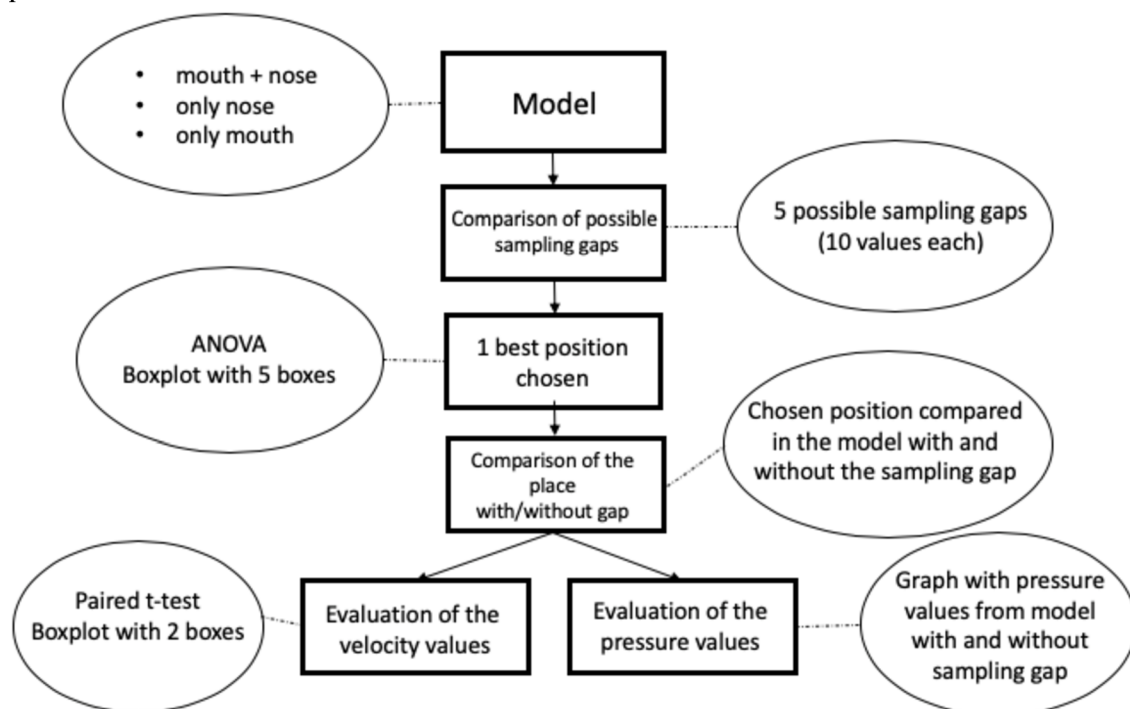 • mouth + nose
• only nose
• only mouth
Model
Comparison of possible
sampling gaps
5 possible sampling gaps
(10 values each)
ANOVA
Boxplot with 5 boxes
1 best position
chosen
Chosen position compared
in the model with and
without the sampling gap
Comparison of the
place
with/without gap
Paired t-test
Boxplot with 2 boxes
Evaluation of the
velocity values
Evaluation of the
pressure values
Graph with pressure
values from model
with and without
sampling gap